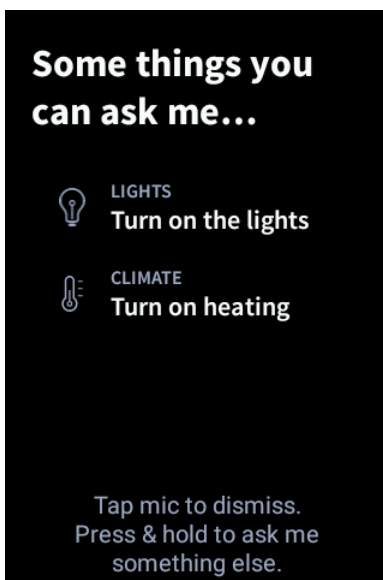 Some things you
can ask me...
LIGHTS
Turn on the lights
CLIMATE
Turn on heating
Tap mic to dismiss.
Press & hold to ask me
something else.